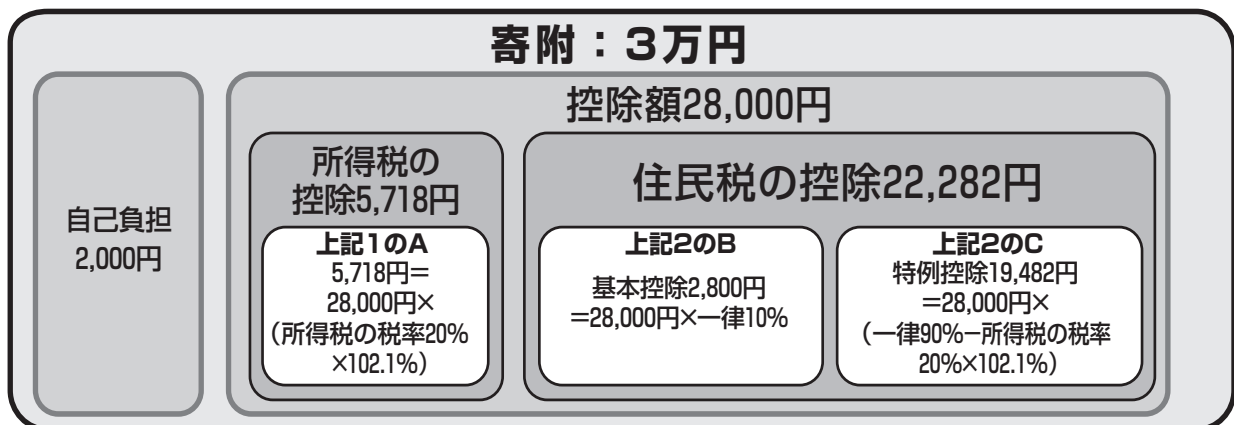 寄附：3万円
自己負担
2,000円
控除額28,000円
所得税の
控除5,718円
上記1のA
5,718円＝
28,000円×
（所得税の税率20%
×102.1%）
住民税の控除22,282円
上記2のB
基本控除2,800円
＝28,000円×一律10%
上記2のC
特例控除19,482円
＝28,000円×
（一律90%−所得税の税率
20%×102.1%）